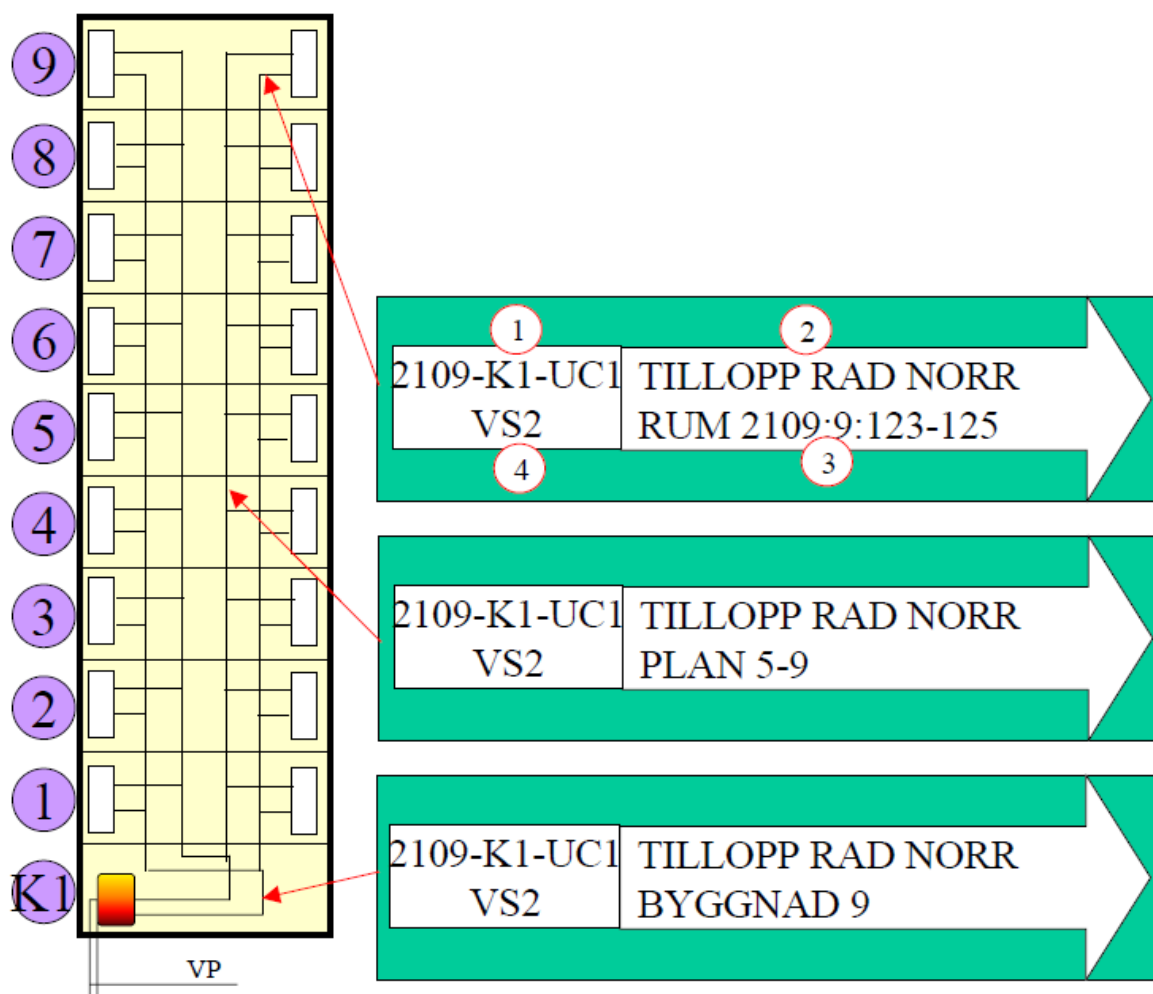 9
8
7
6
5
4
3
2
1
K1
VP
1
2
2109-K1-UC1
VS2
TILLOPP RAD NORR
RUM 2109:9:123-125
4
3
2109-K1-UC1
VS2
TILLOPP RAD NORR
PLAN 5-9
2109-K1-UC1
VS2
TILLOPP RAD NORR
BYGGNAD 9